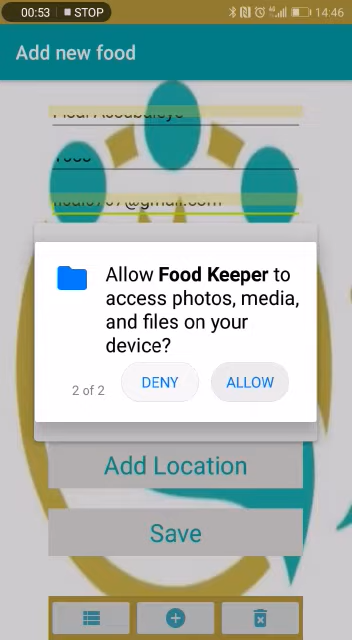 00:53 STOP
14:46
Add new food
Allow Food Keeper to
access photos, media,
and files on your
device?
2 of 2
DENY
ALLOW
Add Location
Save